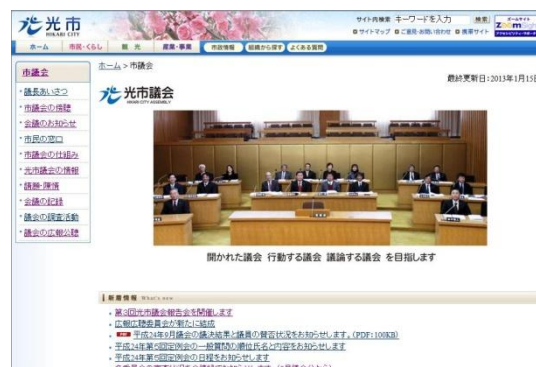 光市
HIKARI CITY
サイト内検索 キーワードを入力 検索
サイトマップ ご意見・お問い合わせ 携帯サイト
ホーム 市民・くらし 観光 産業・事業 市政情報 組織から探す よくある質問
ホーム > 市議会
最終更新日:2013年1月15日
市議会
議長あいさつ
市議会の傍聴
会議のお知らせ
市民の窓口
市議会の仕組み
光市議会の情報
請願・陳情
会議の記録
議会の調査活動
議会の広報公聴
光市議会
HIKARI CITY ASSEMBLY
開かれた議会 行動する議会 議論する議会 を目指します
新着情報 What's new
第3回光市議会報告会を開催します
広報広聴委員会が新たに結成
平成24年9月議会の議決結果と議員の賛否状況をお知らせします。(PDF:100KB)
平成24年第5回定例会の一般質問の順位氏名と内容をお知らせします
平成24年第5回定例会の日程をお知らせします